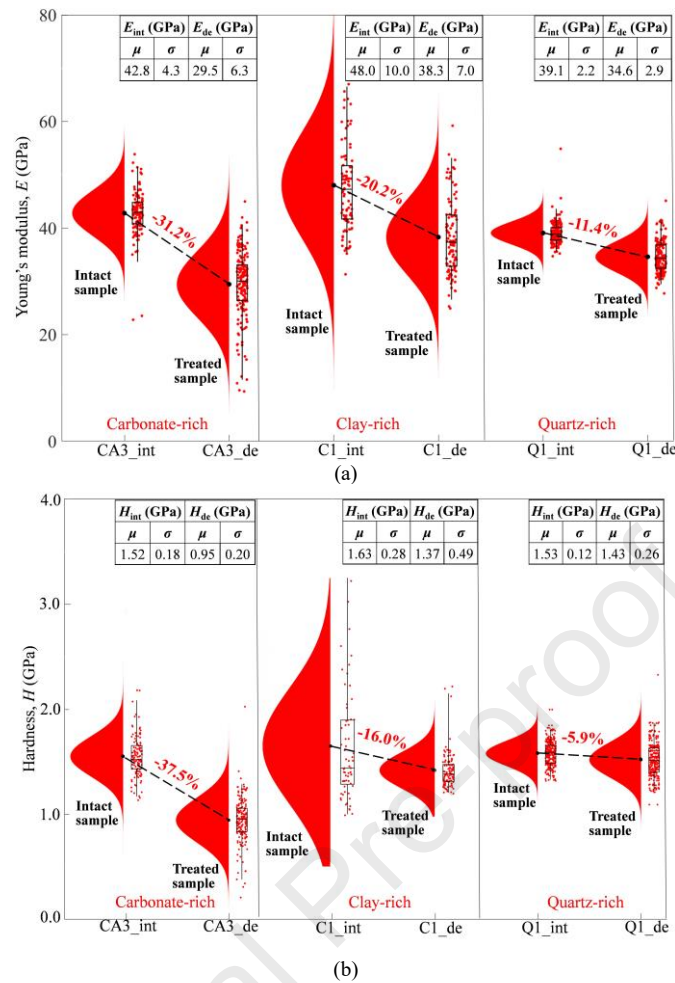 80
60
40
20
0
Young's modulus, E (GPa)
E_int (GPa) E_de (GPa)
μ σ μ σ
42.8 4.3 29.5 6.3
E_int (GPa) E_de (GPa)
μ σ μ σ
48.0 10.0 38.3 7.0
E_int (GPa) E_de (GPa)
μ σ μ σ
39.1 2.2 34.6 2.9
-31.2%
-20.2%
-11.4%
Intact
sample
Treated
sample
Intact
sample
Treated
sample
Intact
sample
Treated
sample
Carbonate-rich
Clay-rich
Quartz-rich
CA3_int CA3_de C1_int C1_de Q1_int Q1_de
(a)
4.0
3.0
2.0
1.0
0.0
Hardness, H (GPa)
H_int (GPa) H_de (GPa)
μ σ μ σ
1.52 0.18 0.95 0.20
H_int (GPa) H_de (GPa)
μ σ μ σ
1.63 0.28 1.37 0.49
H_int (GPa) H_de (GPa)
μ σ μ σ
1.53 0.12 1.43 0.26
-37.5%
-16.0%
-5.9%
Intact
sample
Treated
sample
Intact
sample
Treated
sample
Intact
sample
Treated
sample
Carbonate-rich
Clay-rich
Quartz-rich
CA3_int CA3_de C1_int C1_de Q1_int Q1_de
(b)
al Pre-proof